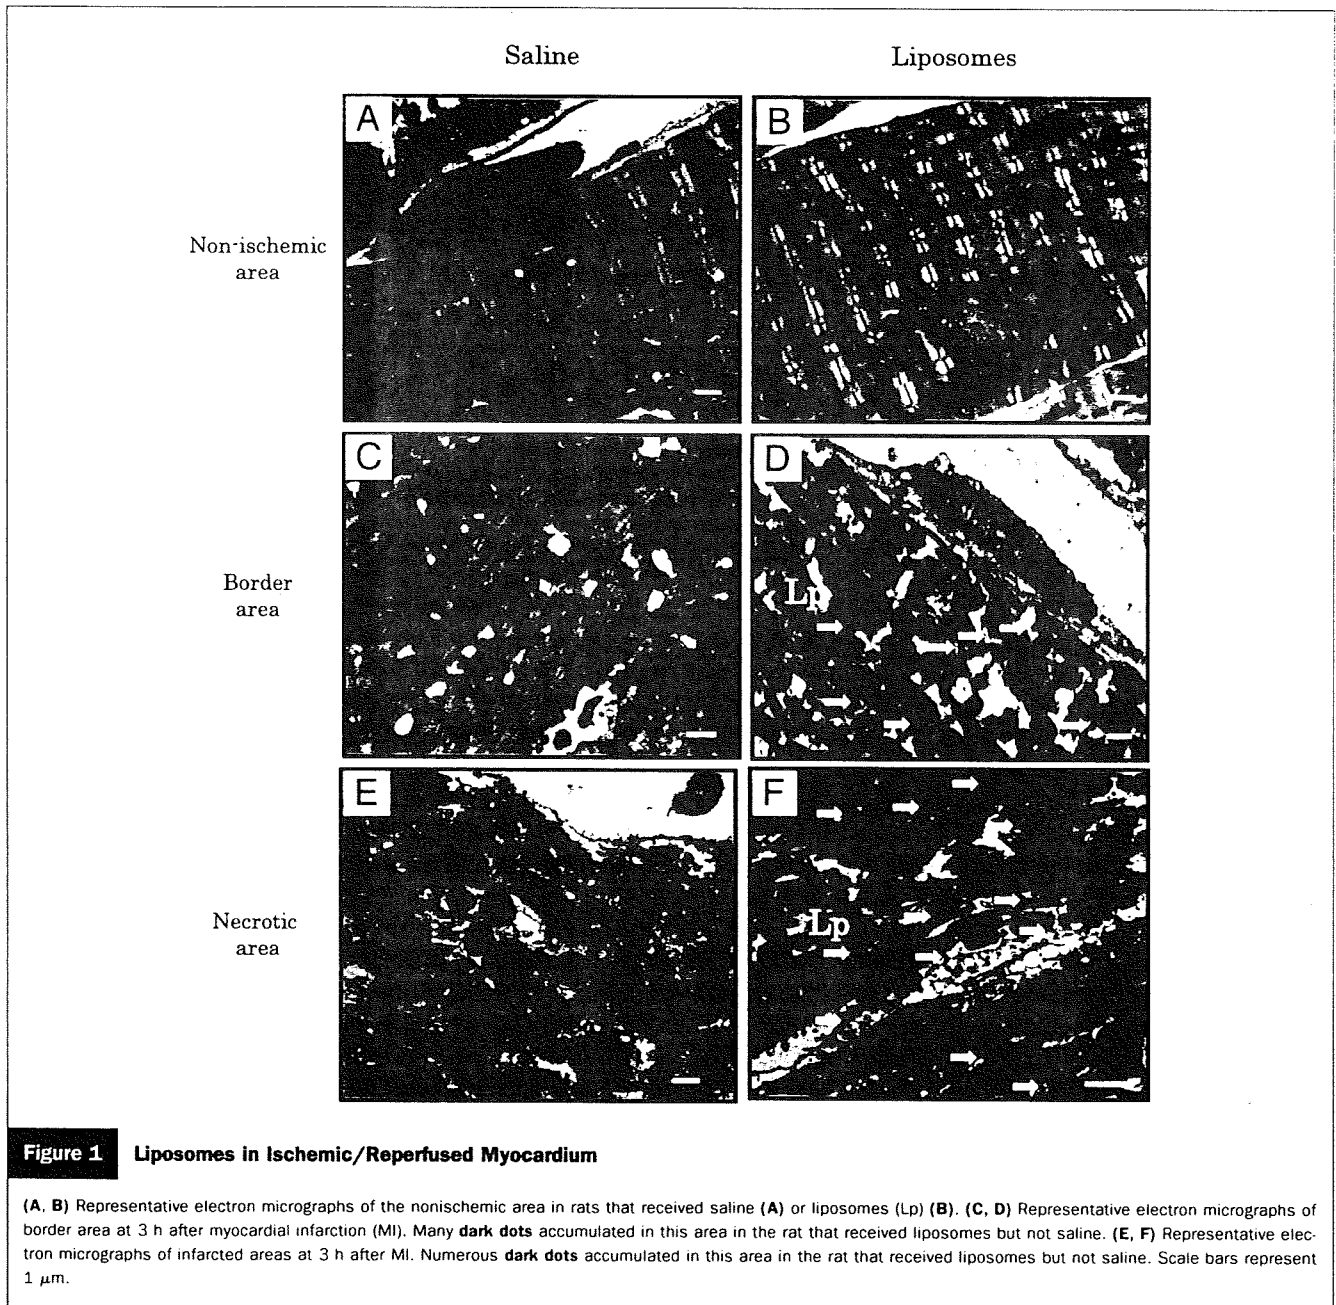 Saline Liposomes
A B
Non-ischemic
area
C D
Lp
Border
area
E F
Lp
Necrotic
area
Figure 1 Liposomes in Ischemic/Reperfused Myocardium
(A, B) Representative electron micrographs of the nonischemic area in rats that received saline (A) or liposomes (Lp) (B). (C, D) Representative electron micrographs of
border area at 3 h after myocardial infarction (MI). Many dark dots accumulated in this area in the rat that received liposomes but not saline. (E, F) Representative elec-
tron micrographs of infarcted areas at 3 h after MI. Numerous dark dots accumulated in this area in the rat that received liposomes but not saline. Scale bars represent
1 μm.